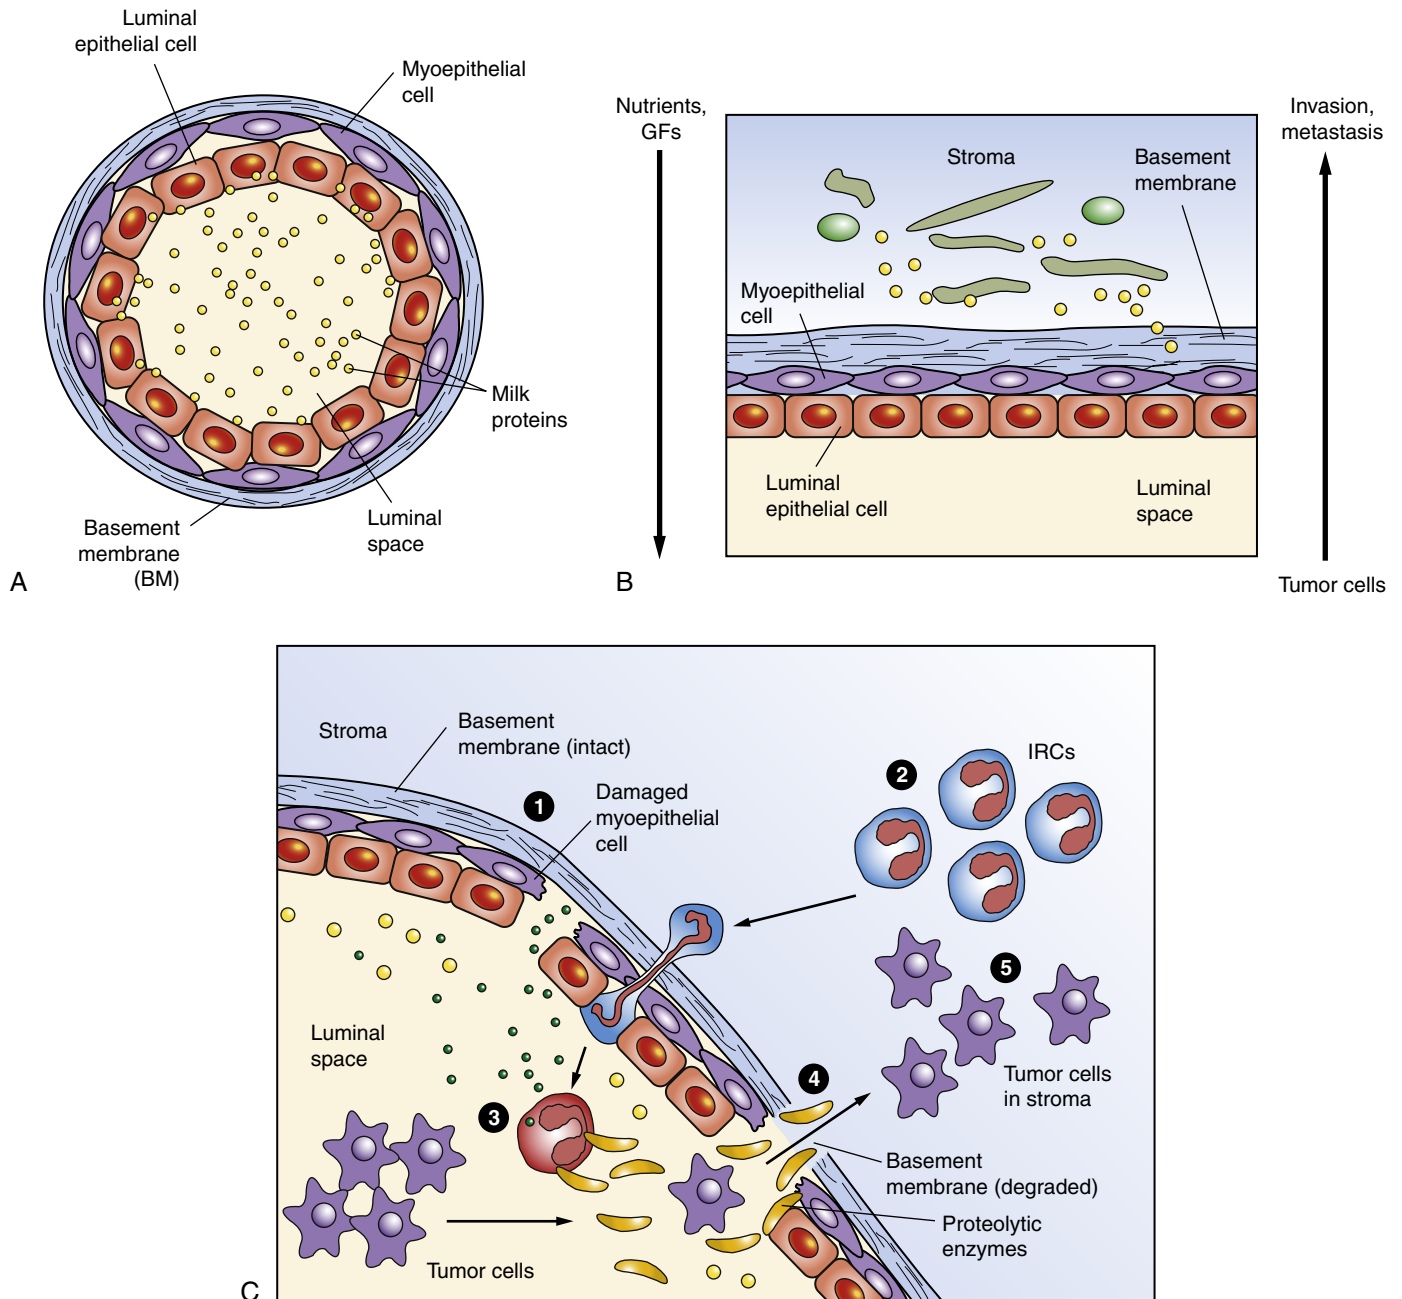 Luminal
epithelial cell
Myoepithelial
cell
Milk
proteins
Luminal
space
Basement
membrane
(BM)
A
Nutrients,
GFs
Stroma
Basement
membrane
Myoepithelial
cell
Luminal
epithelial cell
Luminal
space
Invasion,
metastasis
Tumor cells
B
Stroma
Basement
membrane (intact)
1
Damaged
myoepithelial
cell
2
IRCs
5
Luminal
space
Tumor cells
in stroma
4
3
Basement
membrane (degraded)
Proteolytic
enzymes
Tumor cells
C